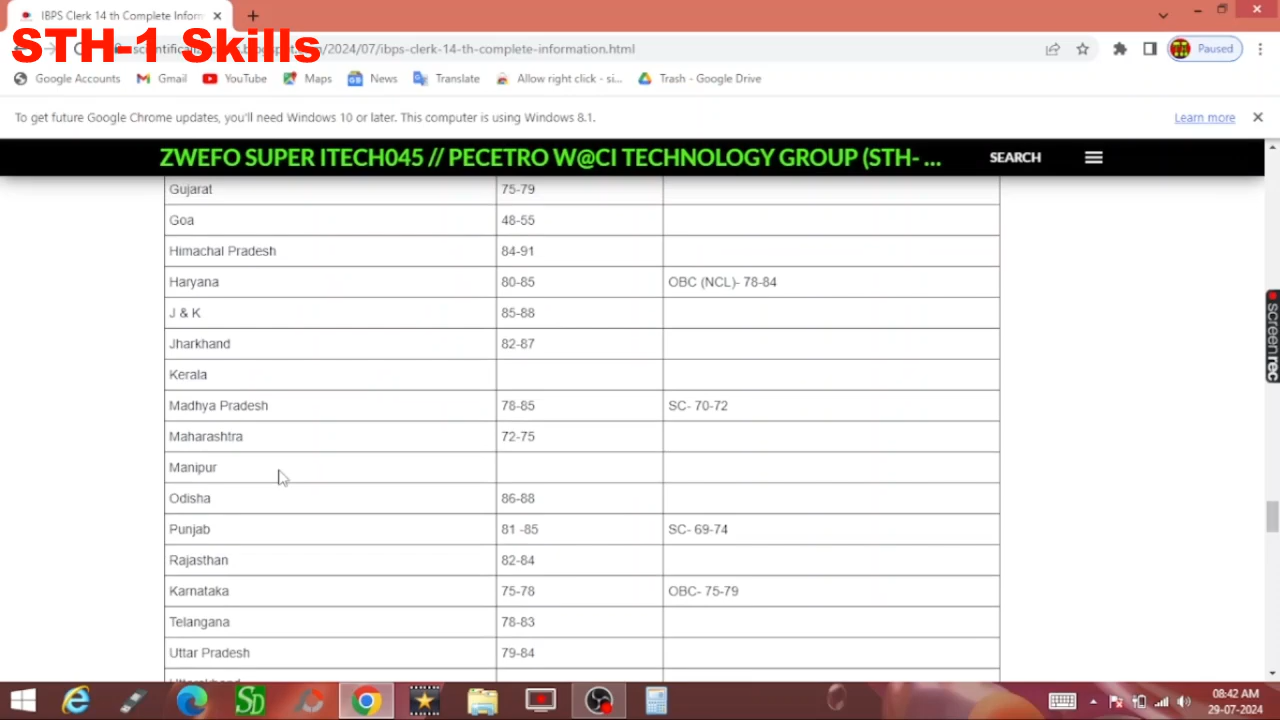 IBPS Clerk 14 th Complete Inform
STH-1 Skills
/2024/07/ibps-clerk-14-th-complete-information.html
Paused
Google Accounts Gmail YouTube Maps News Translate Allow right click - si... Trash - Google Drive
To get future Google Chrome updates, you'll need Windows 10 or later. This computer is using Windows 8.1. Learn more
ZWEFO SUPER ITECH045 // PECETRO W@CI TECHNOLOGY GROUP (STH- ... SEARCH
Gujarat 75-79
Goa 48-55
Himachal Pradesh 84-91
Haryana 80-85 OBC (NCL)- 78-84
J & K 85-88
Jharkhand 82-87
Kerala
Madhya Pradesh 78-85 SC- 70-72
Maharashtra 72-75
Manipur
Odisha 86-88
Punjab 81 -85 SC- 69-74
Rajasthan 82-84
Karnataka 75-78 OBC- 75-79
Telangana 78-83
Uttar Pradesh 79-84
screenrec
08:42 AM
29-07-2024